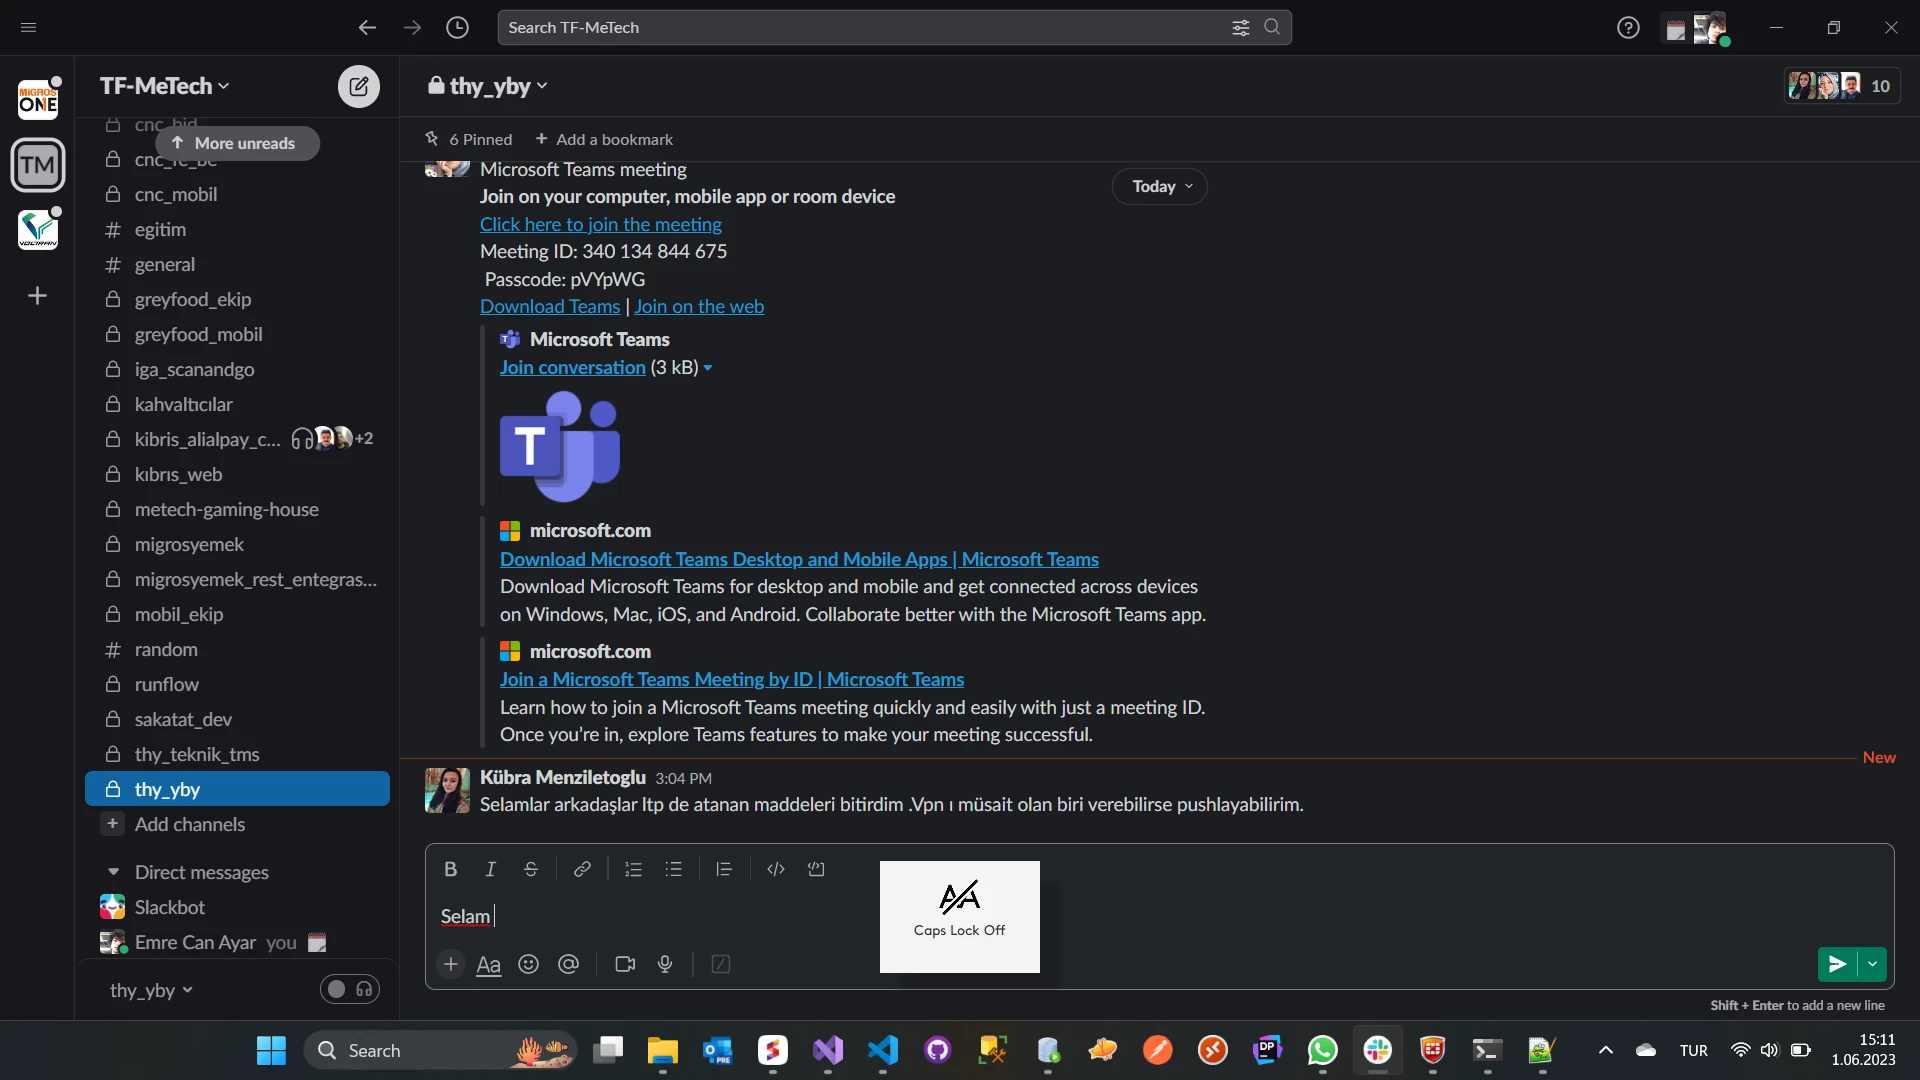 Search TF-MeTech
MIGROS
ONE
TM
VOLTRAN
TF-MeTech
cnc_bid
More unreads
cnc_fe_be
cnc_mobil
egitim
general
greyfood_ekip
greyfood_mobil
iga_scanandgo
kahvaltıcılar
kibris_alialpay_c... +2
kıbrıs_web
metech-gaming-house
migrosyemek
migrosyemek_rest_entegras...
mobil_ekip
random
runflow
sakatat_dev
thy_teknik_tms
thy_yby
Add channels
Direct messages
Slackbot
Emre Can Ayar you
thy_yby
thy_yby
10
6 Pinned
Add a bookmark
Today
Microsoft Teams meeting
Join on your computer, mobile app or room device
Click here to join the meeting
Meeting ID: 340 134 844 675
Passcode: pVYpWG
Download Teams | Join on the web
Microsoft Teams
Join conversation (3 kB)
T
microsoft.com
Download Microsoft Teams Desktop and Mobile Apps | Microsoft Teams
Download Microsoft Teams for desktop and mobile and get connected across devices
on Windows, Mac, iOS, and Android. Collaborate better with the Microsoft Teams app.
microsoft.com
Join a Microsoft Teams Meeting by ID | Microsoft Teams
Learn how to join a Microsoft Teams meeting quickly and easily with just a meeting ID.
Once you’re in, explore Teams features to make your meeting successful.
New
Kübra Menziletoglu 3:04 PM
Selamlar arkadaşlar ltp de atanan maddeleri bitirdim .Vpn ı müsait olan biri verebilirse pushlayabilirim.
B I S
Selam
Aa
Caps Lock Off
Shift + Enter to add a new line
Search
PRE
DP
TUR
15:11
1.06.2023